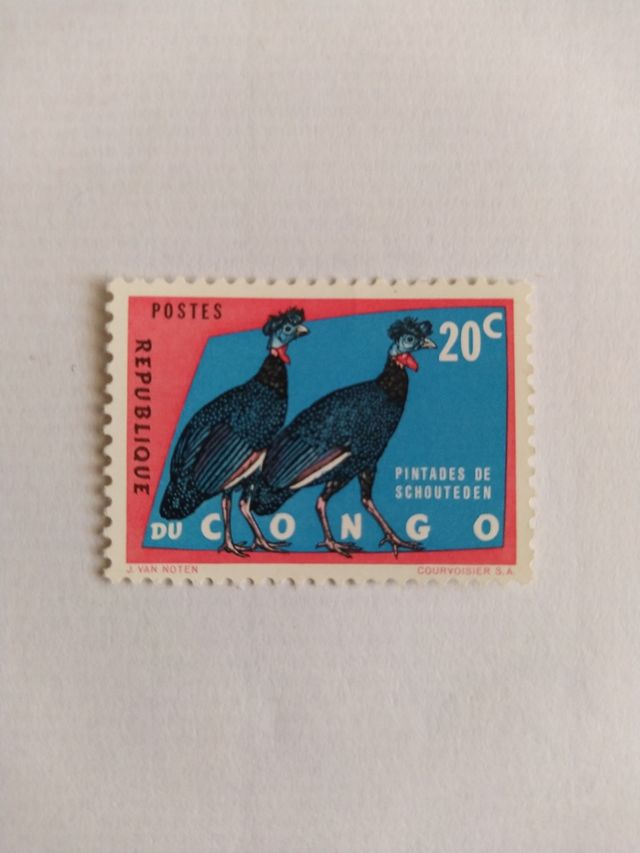 POSTES
REPUBLIQUE
20C
PINTADES DE
SCHOUTEDEN
DU CONGO
J. VAN NOTEN
COURVOISIER S.A.